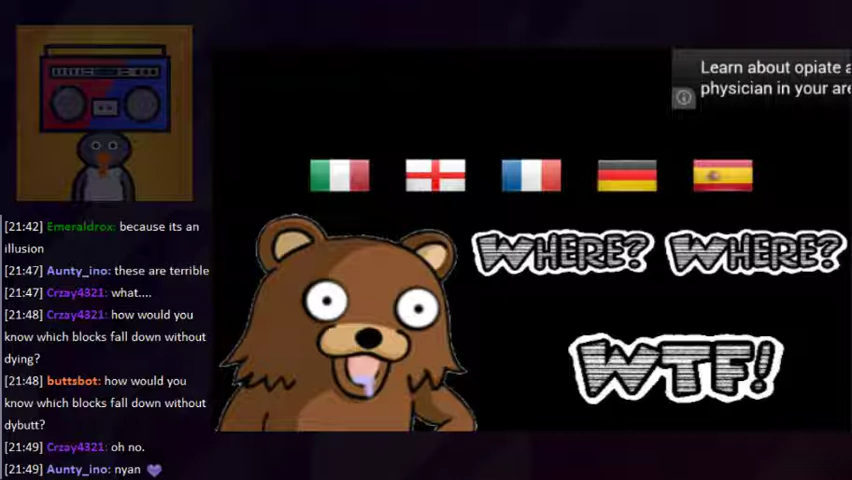 Learn about opiate a
physician in your are
WHERE? WHERE?
WTF!
[21:42] Emeraldrox: because its an
illusion
[21:47] Aunty_ino: these are terrible
[21:47] Crzay4321: what....
[21:48] Crzay4321: how would you
know which blocks fall down without
dying?
[21:48] buttsbot: how would you
know which blocks fall down without
dybutt?
[21:49] Crzay4321: oh no.
[21:49] Aunty_ino: nyan 💜